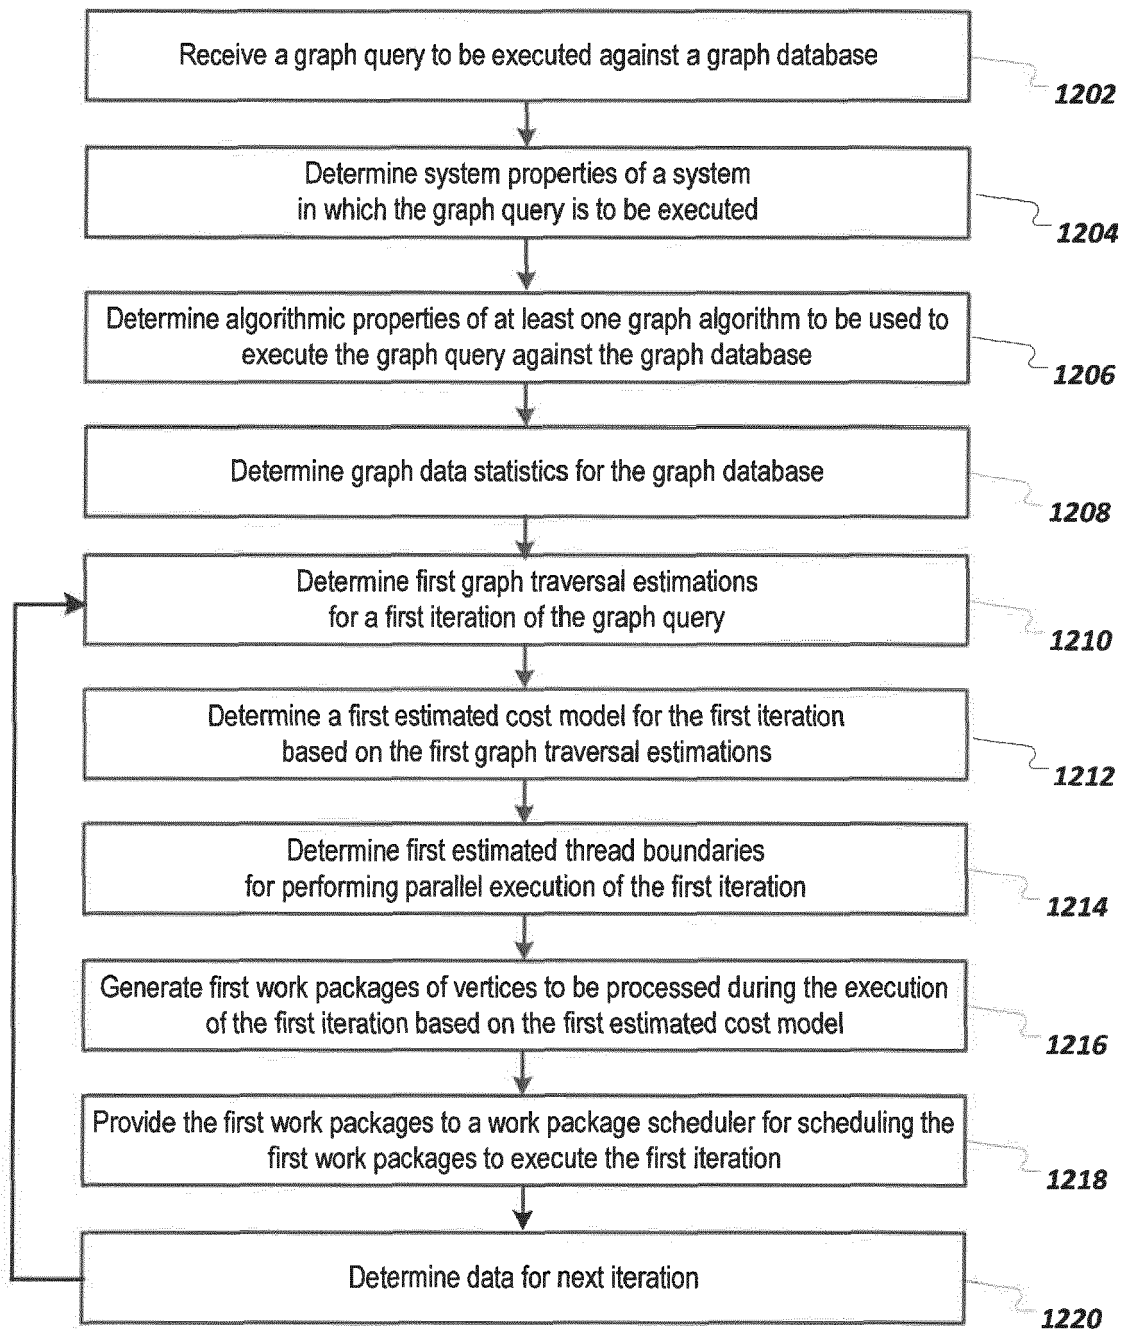 Receive a graph query to be executed against a graph database
1202
Determine system properties of a system
in which the graph query is to be executed
1204
Determine algorithmic properties of at least one graph algorithm to be used to
execute the graph query against the graph database
1206
Determine graph data statistics for the graph database
1208
Determine first graph traversal estimations
for a first iteration of the graph query
1210
Determine a first estimated cost model for the first iteration
based on the first graph traversal estimations
1212
Determine first estimated thread boundaries
for performing parallel execution of the first iteration
1214
Generate first work packages of vertices to be processed during the execution
of the first iteration based on the first estimated cost model
1216
Provide the first work packages to a work package scheduler for scheduling the
first work packages to execute the first iteration
1218
Determine data for next iteration
1220